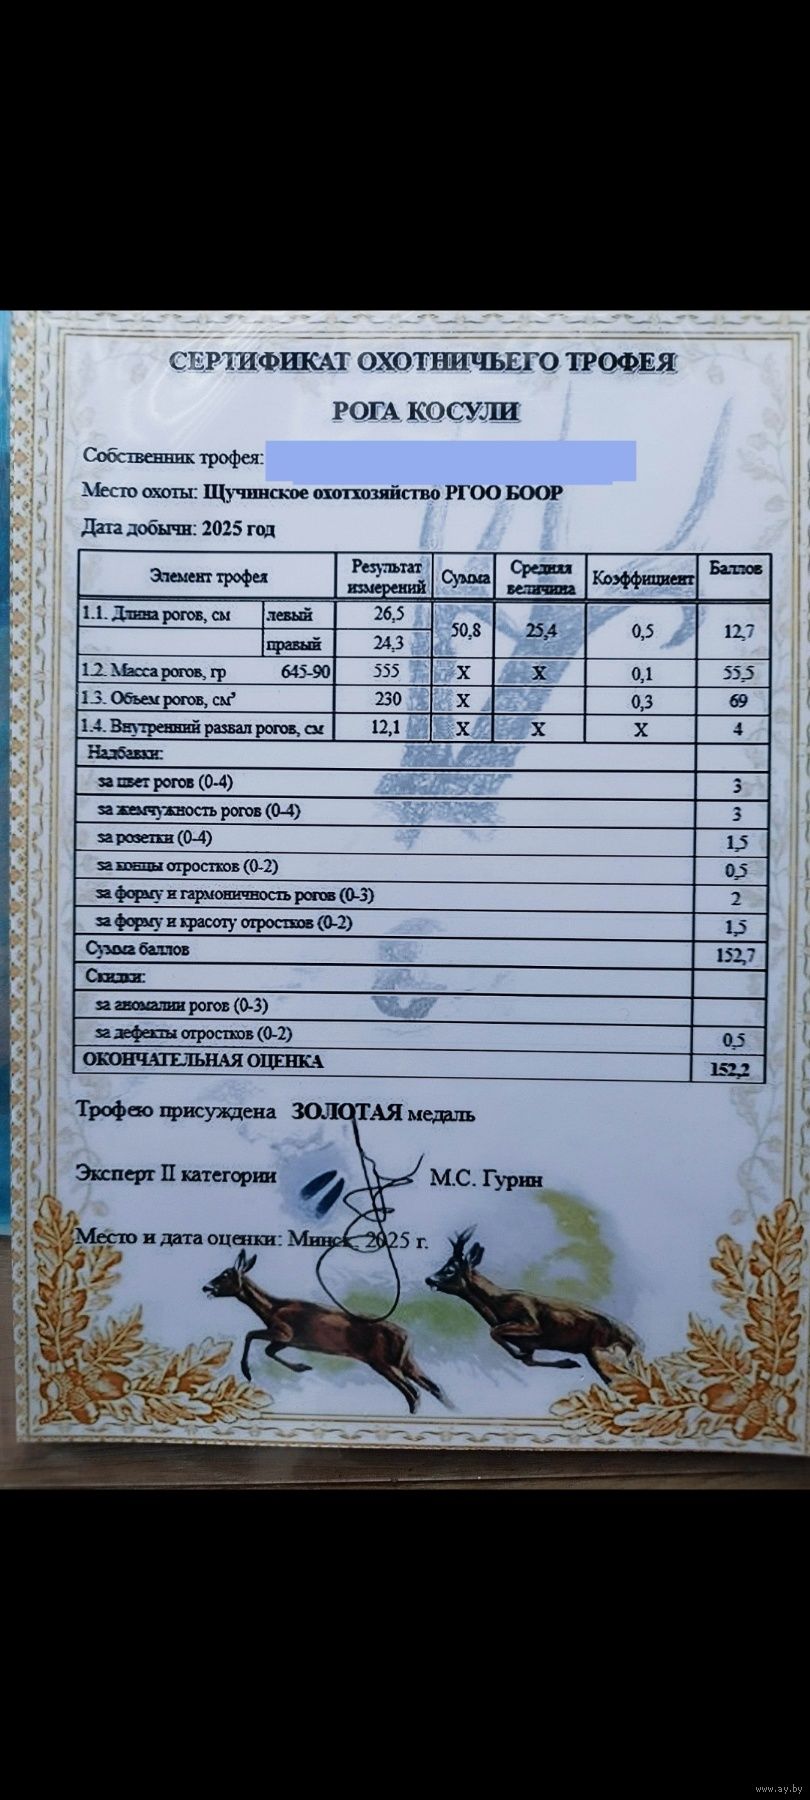 СЕРТИФИКАТ ОХОТНИЧЬЕГО ТРОФЕЯ
РОГА КОСУЛИ
Собственник трофея:
Место охоты: Щучинское охотхозяйство РГОО БООР
Дата добычи: 2025 год
Элемент трофея Результат измерений Сумма Средняя величина Коэффициент Баллов
1.1. Длина рогов, см левый 26,5 50,8 25,4 0,5 12,7
правый 24,3
1.2. Масса рогов, гр 645-90 555 X X 0,1 55,5
1.3. Объем рогов, см³ 230 X 0,3 69
1.4. Внутренний развал рогов, см 12,1 X X X 4
Надбавки:
за цвет рогов (0-4) 3
за жемчужность рогов (0-4) 3
за розетки (0-4) 1,5
за концы отростков (0-2) 0,5
за форму и гармоничность рогов (0-3) 2
за форму и красоту отростков (0-2) 1,5
Сумма баллов 152,7
Скидки:
за аномалии рогов (0-3)
за дефекты отростков (0-2) 0,5
ОКОНЧАТЕЛЬНАЯ ОЦЕНКА 152,2
Трофею присуждена ЗОЛОТАЯ медаль
Эксперт II категории М.С. Гурин
Место и дата оценки: Минск, 2025 г.
www.ay.by